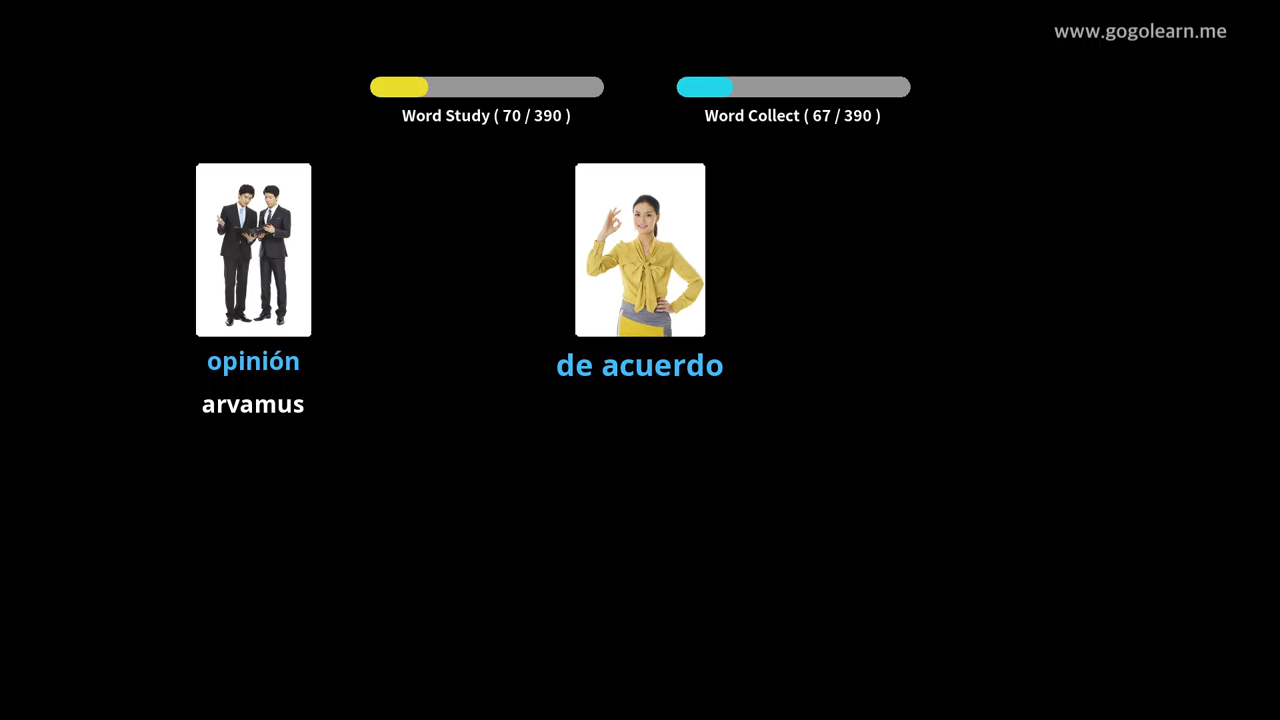 www.gogolearn.me
Word Study ( 70 / 390 )
Word Collect ( 67 / 390 )
opinión
arvamus
de acuerdo